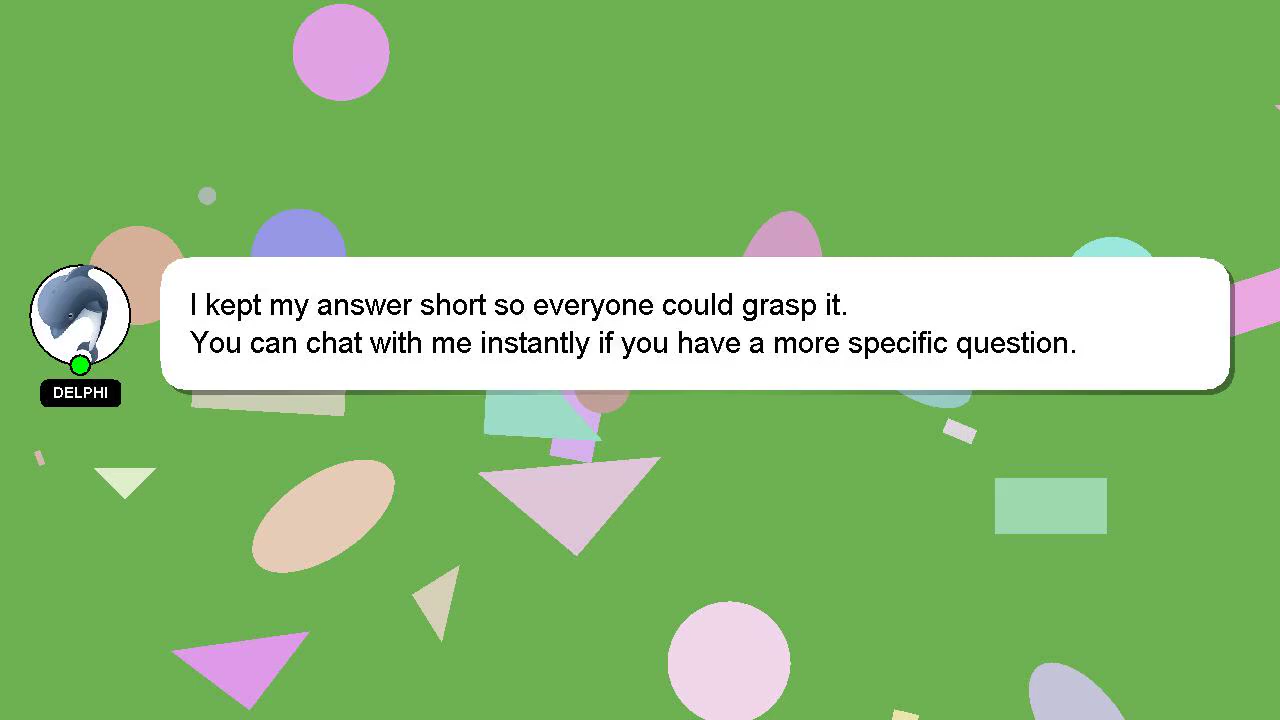 I kept my answer short so everyone could grasp it.
You can chat with me instantly if you have a more specific question.
DELPHI